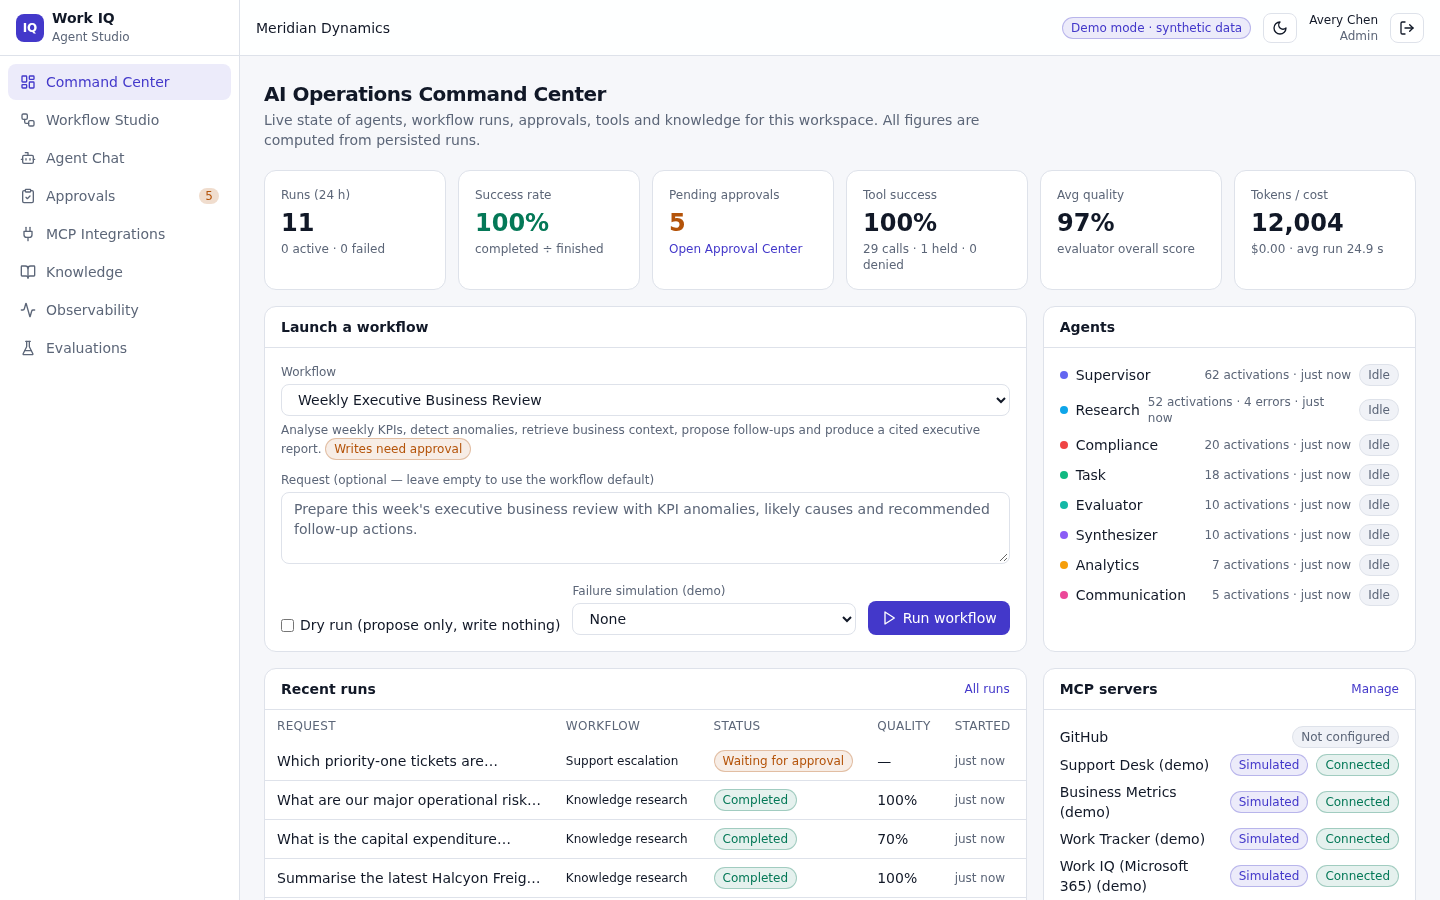 IQ
Work IQ
Agent Studio
Meridian Dynamics
Demo mode · synthetic data
Avery Chen
Admin
Command Center
Workflow Studio
Agent Chat
Approvals
5
MCP Integrations
Knowledge
Observability
Evaluations
AI Operations Command Center
Live state of agents, workflow runs, approvals, tools and knowledge for this workspace. All figures are
computed from persisted runs.
Runs (24 h)
11
0 active · 0 failed
Success rate
100%
completed ÷ finished
Pending approvals
5
Open Approval Center
Tool success
100%
29 calls · 1 held · 0
denied
Avg quality
97%
evaluator overall score
Tokens / cost
12,004
$0.00 · avg run 24.9 s
Launch a workflow
Workflow
Weekly Executive Business Review
Analyse weekly KPIs, detect anomalies, retrieve business context, propose follow-ups and produce a cited executive
report. Writes need approval
Request (optional — leave empty to use the workflow default)
Prepare this week's executive business review with KPI anomalies, likely causes and recommended
follow-up actions.
Dry run (propose only, write nothing)
Failure simulation (demo)
None
Run workflow
Agents
Supervisor 62 activations · just now Idle
Research 52 activations · 4 errors · just
now Idle
Compliance 20 activations · just now Idle
Task 18 activations · just now Idle
Evaluator 10 activations · just now Idle
Synthesizer 10 activations · just now Idle
Analytics 7 activations · just now Idle
Communication 5 activations · just now Idle
Recent runs All runs
REQUEST WORKFLOW STATUS QUALITY STARTED
Which priority-one tickets are… Support escalation Waiting for approval — just now
What are our major operational risk… Knowledge research Completed 100% just now
What is the capital expenditure… Knowledge research Completed 70% just now
Summarise the latest Halcyon Freig… Knowledge research Completed 100% just now
MCP servers Manage
GitHub Not configured
Support Desk (demo) Simulated Connected
Business Metrics
(demo) Simulated Connected
Work Tracker (demo) Simulated Connected
Work IQ (Microsoft
365) (demo) Simulated Connected